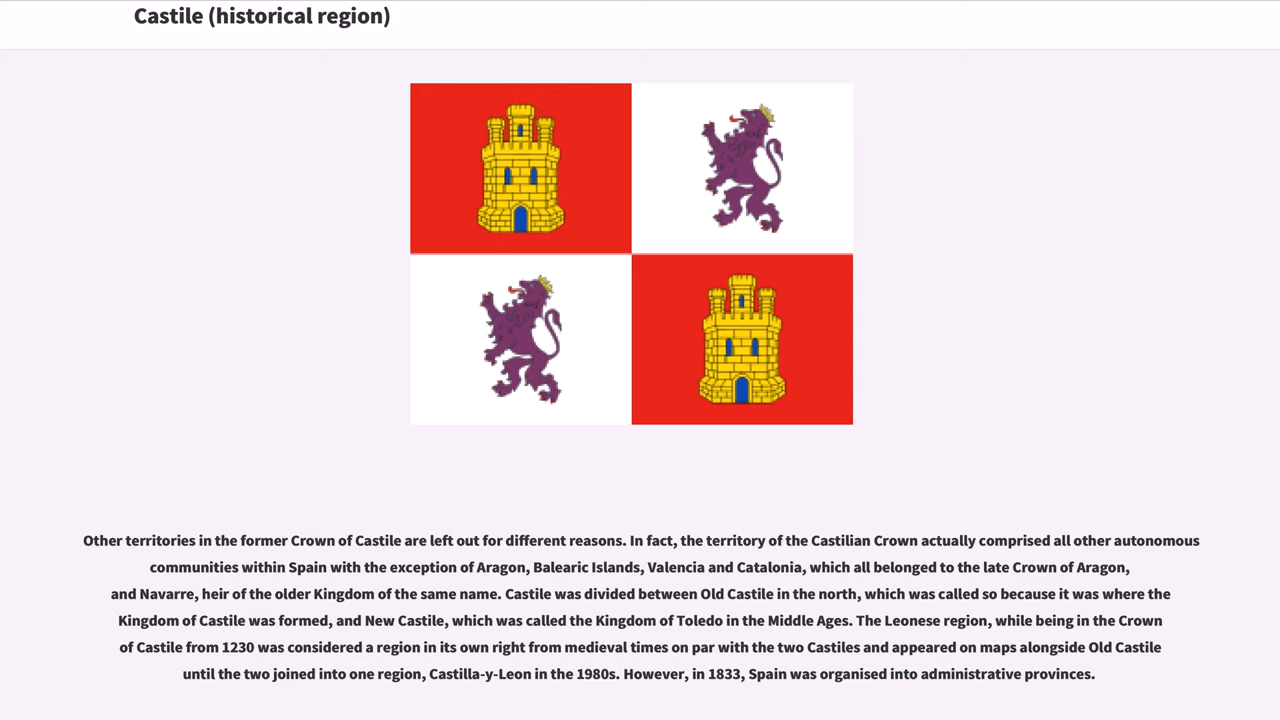 Castile (historical region)
Other territories in the former Crown of Castile are left out for different reasons. In fact, the territory of the Castilian Crown actually comprised all other autonomous
communities within Spain with the exception of Aragon, Balearic Islands, Valencia and Catalonia, which all belonged to the late Crown of Aragon,
and Navarre, heir of the older Kingdom of the same name. Castile was divided between Old Castile in the north, which was called so because it was where the
Kingdom of Castile was formed, and New Castile, which was called the Kingdom of Toledo in the Middle Ages. The Leonese region, while being in the Crown
of Castile from 1230 was considered a region in its own right from medieval times on par with the two Castiles and appeared on maps alongside Old Castile
until the two joined into one region, Castilla-y-Leon in the 1980s. However, in 1833, Spain was organised into administrative provinces.